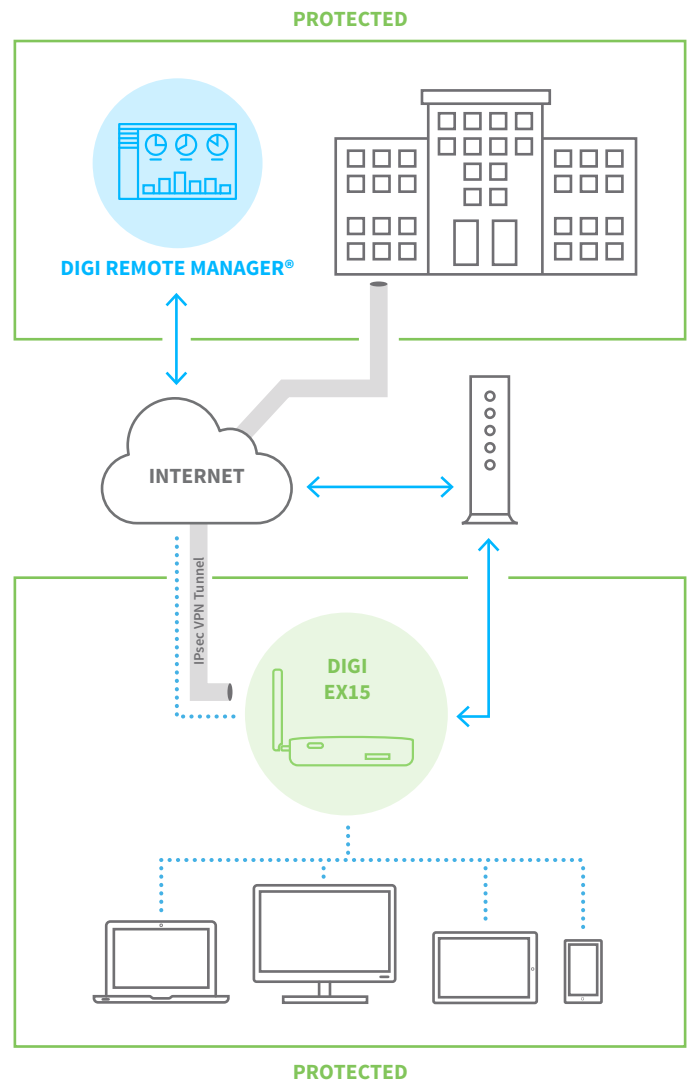 PROTECTED
DIGI REMOTE MANAGER®
INTERNET
IPsec VPN Tunnel
DIGI
EX15
PROTECTED